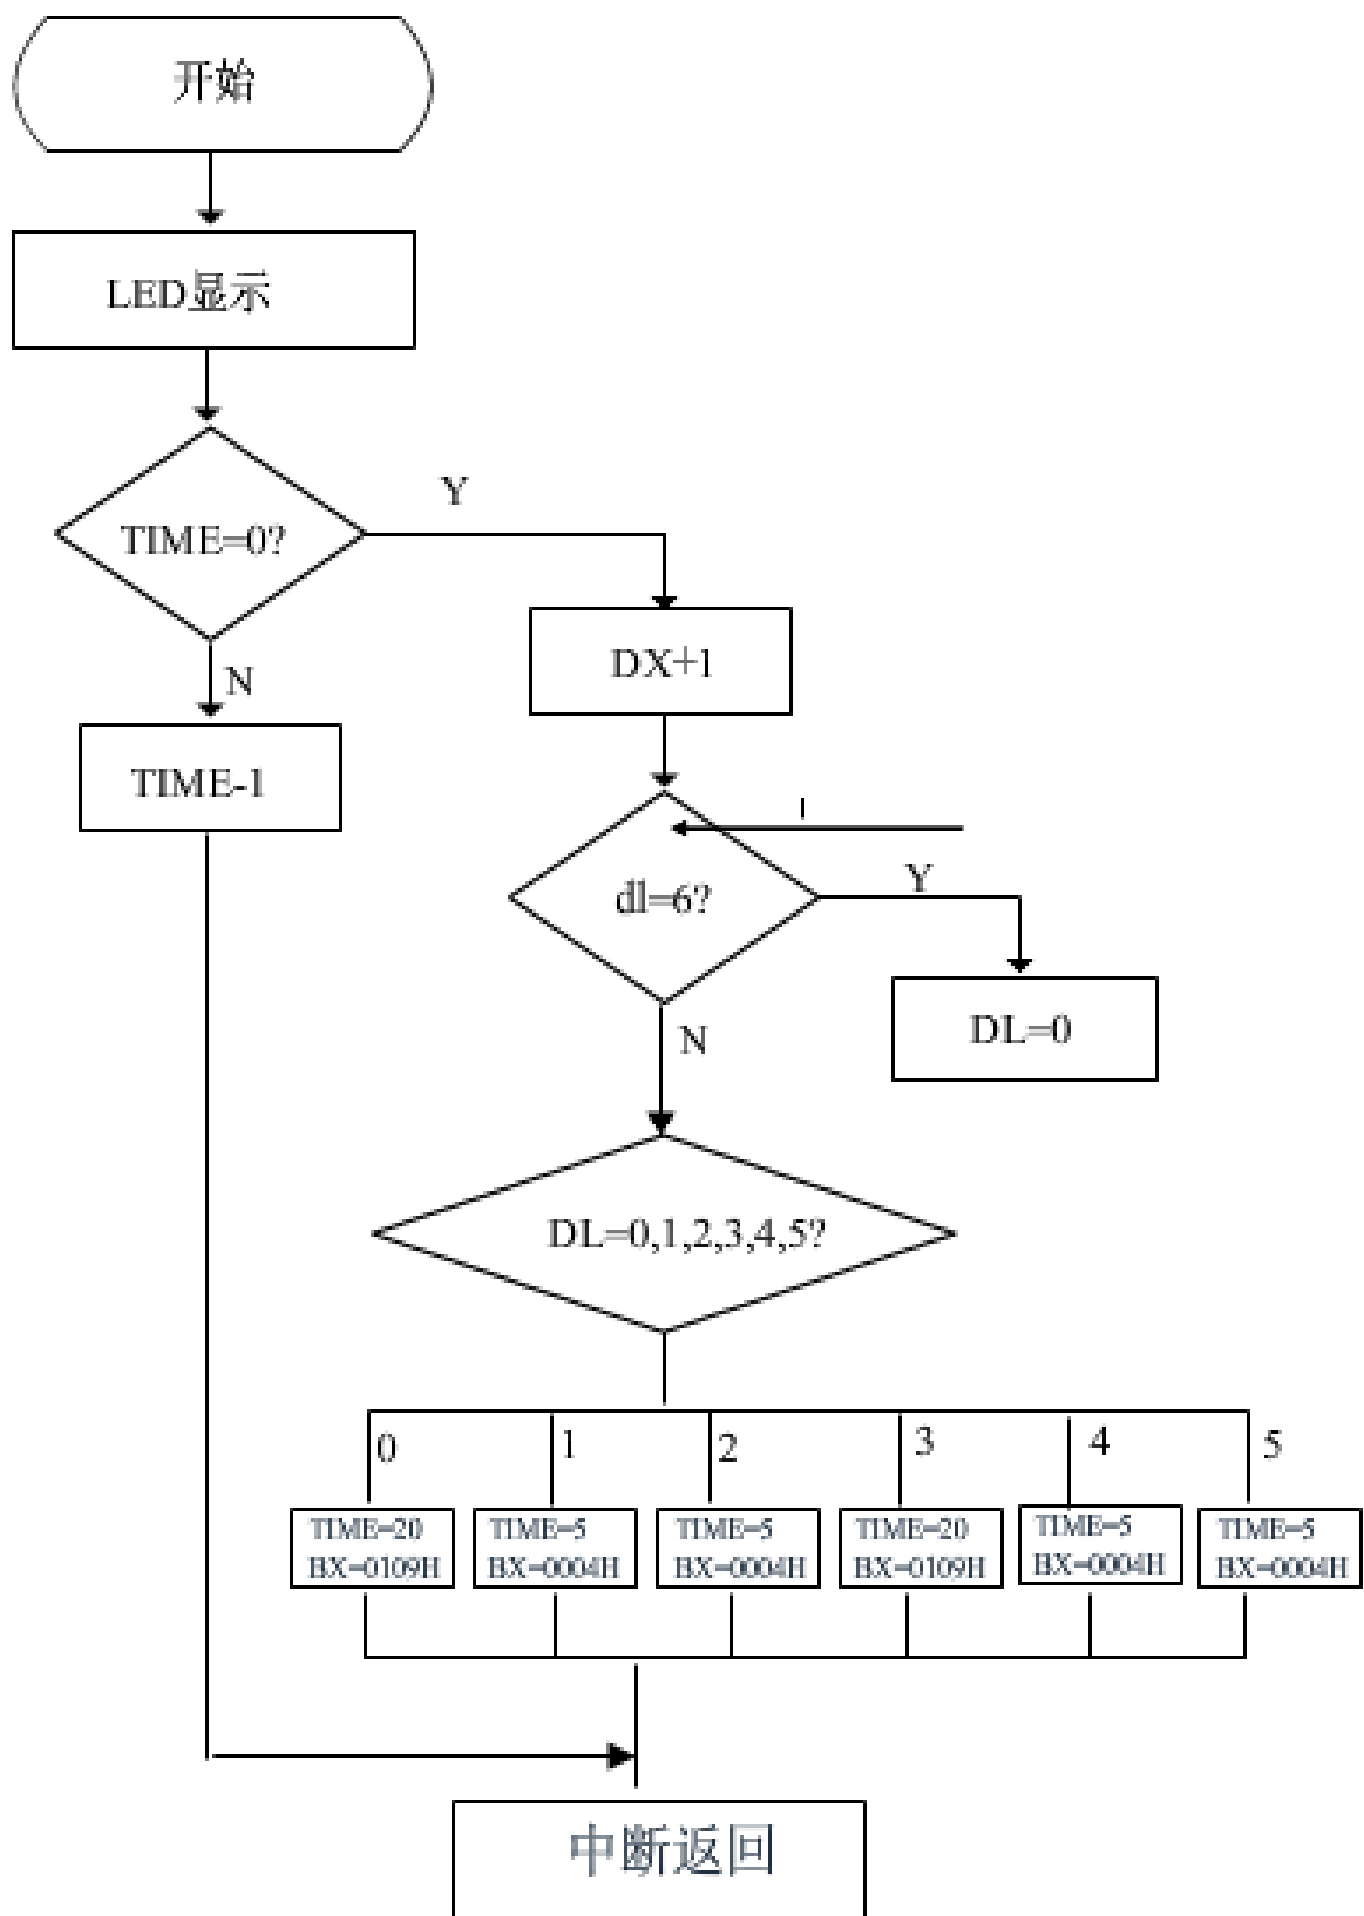 开始
LED显示
TIME=0?
Y
N
DX+1
TIME-1
dl=6?
Y
DL=0
N
DL=0,1,2,3,4,5?
0
1
2
3
4
5
TIME=20
BX=0109H
TIME=5
BX=0004H
TIME=5
BX=0004H
TIME=20
BX=0109H
TIME=5
BX=0004H
TIME=5
BX=0004H
中断返回